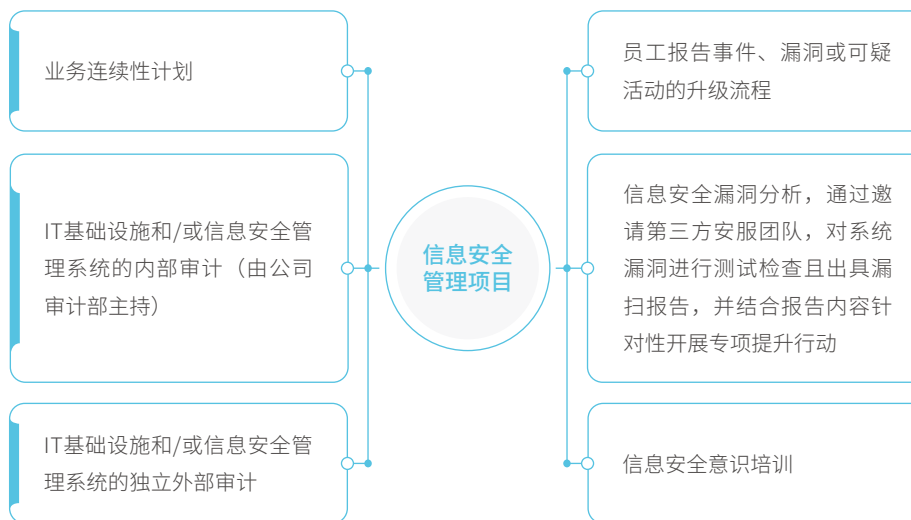 业务连续性计划
IT基础设施和/或信息安全管
理系统的内部审计（由公司
审计部主持）
IT基础设施和/或信息安全管
理系统的独立外部审计
信息安全
管理项目
员工报告事件、漏洞或可疑
活动的升级流程
信息安全漏洞分析，通过邀
请第三方安服团队，对系统
漏洞进行测试检查且出具漏
扫报告，并结合报告内容针
对性开展专项提升行动
信息安全意识培训